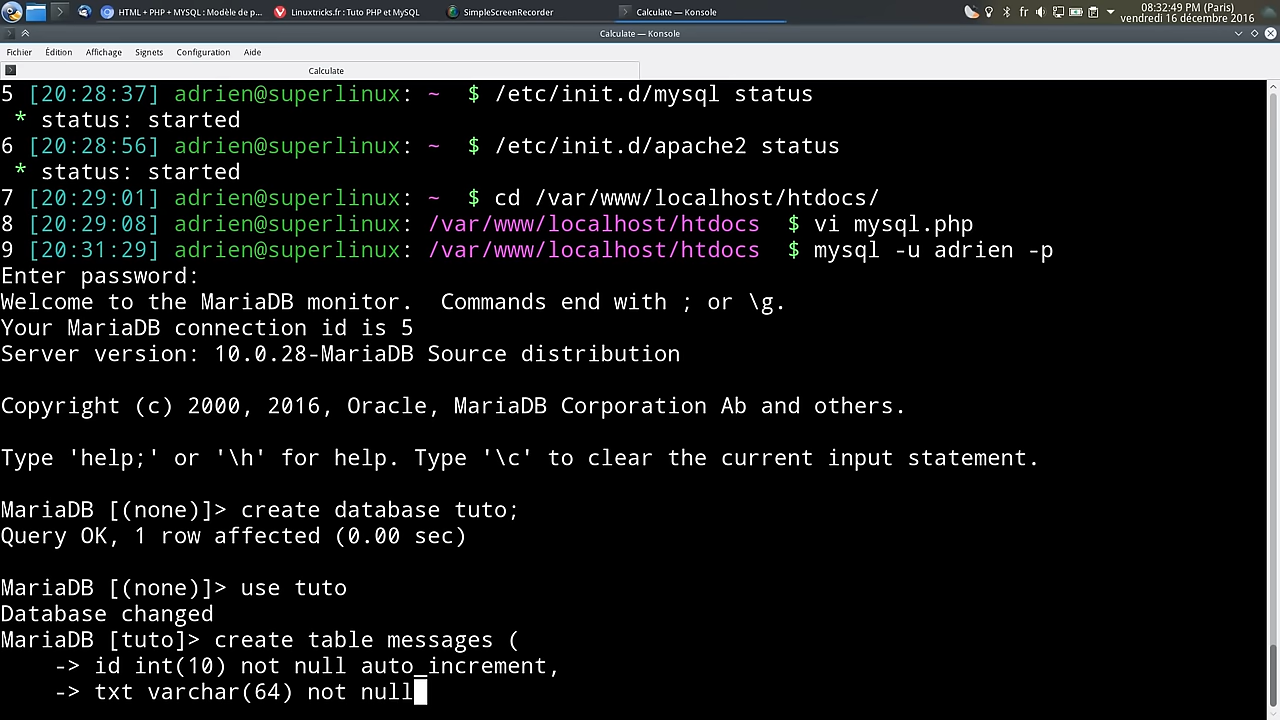 HTML + PHP + MYSQL : Modèle de p...
Linuxtricks.fr : Tuto PHP et MySQL
SimpleScreenRecorder
Calculate — Konsole
fr
08:32:49 PM (Paris)
vendredi 16 décembre 2016
Calculate — Konsole
Fichier Édition Affichage Signets Configuration Aide
Calculate
5 [20:28:37] adrien@superlinux: ~ $ /etc/init.d/mysql status
* status: started
6 [20:28:56] adrien@superlinux: ~ $ /etc/init.d/apache2 status
* status: started
7 [20:29:01] adrien@superlinux: ~ $ cd /var/www/localhost/htdocs/
8 [20:29:08] adrien@superlinux: /var/www/localhost/htdocs $ vi mysql.php
9 [20:31:29] adrien@superlinux: /var/www/localhost/htdocs $ mysql -u adrien -p
Enter password:
Welcome to the MariaDB monitor.  Commands end with ; or \g.
Your MariaDB connection id is 5
Server version: 10.0.28-MariaDB Source distribution
Copyright (c) 2000, 2016, Oracle, MariaDB Corporation Ab and others.
Type 'help;' or '\h' for help. Type '\c' to clear the current input statement.
MariaDB [(none)]> create database tuto;
Query OK, 1 row affected (0.00 sec)
MariaDB [(none)]> use tuto
Database changed
MariaDB [tuto]> create table messages (
-> id int(10) not null auto_increment,
-> txt varchar(64) not null